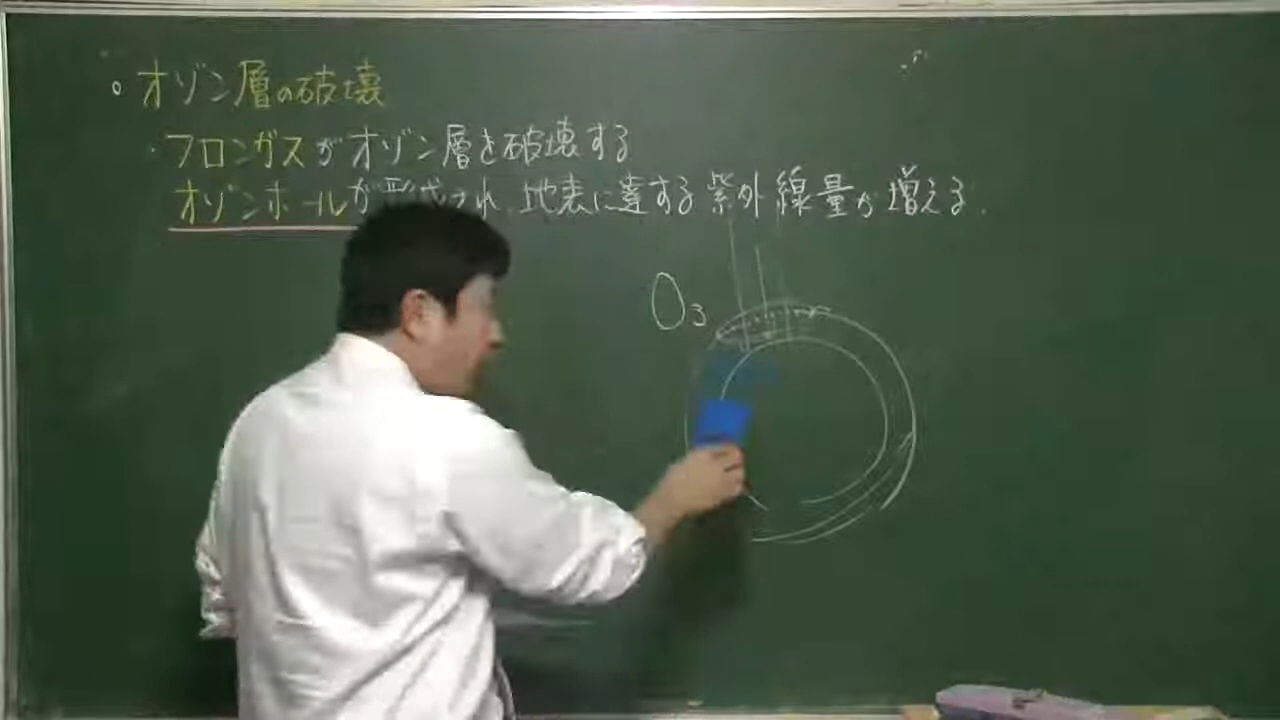 オゾン層の破壊
・フロンガスがオゾン層を破壊する
オゾンホールが形成され、地表に達する紫外線量が増える.
O3